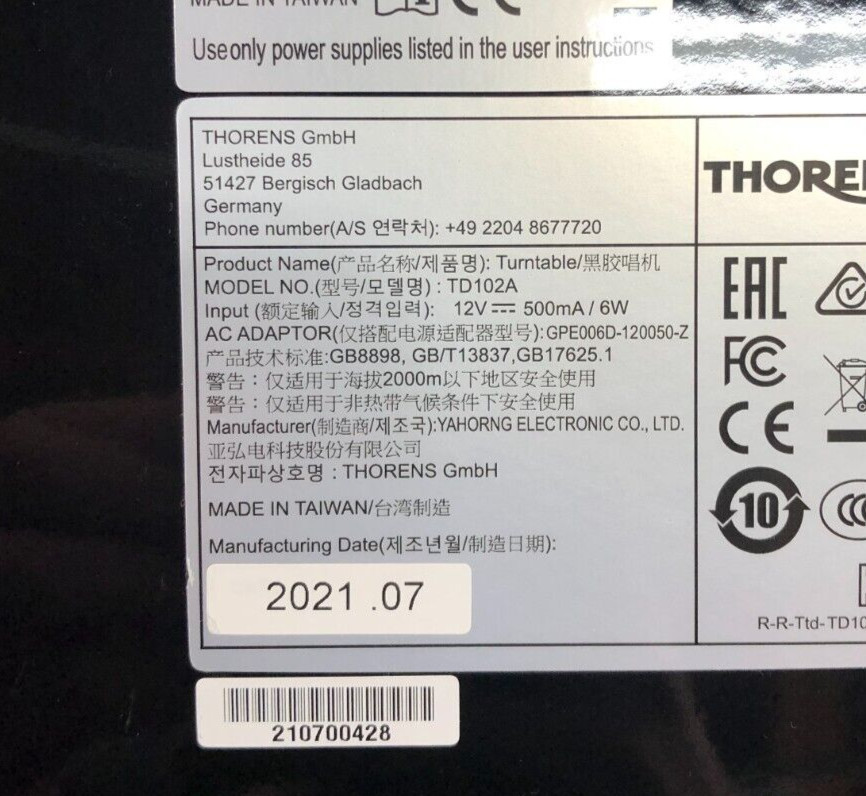 MADE IN TAIWAN
Use only power supplies listed in the user instructions
THORENS GmbH
Lustheide 85
51427 Bergisch Gladbach
Germany
Phone number(A/S 연락처): +49 2204 8677720
THOREN
Product Name(产品名称/제품명): Turntable/黑胶唱机
MODEL NO.(型号/모델명) : TD102A
Input (额定输入/정격입력): 12V⎓ 500mA / 6W
AC ADAPTOR(仅搭配电源适配器型号):GPE006D-120050-Z
产品技术标准:GB8898, GB/T13837,GB17625.1
警告：仅适用于海拔2000m以下地区安全使用
警告：仅适用于非热带气候条件下安全使用
Manufacturer(制造商/제조국):YAHORNG ELECTRONIC CO., LTD.
亚弘电科技股份有限公司
전자파상호명 : THORENS GmbH
MADE IN TAIWAN/台湾制造
Manufacturing Date(제조년월/制造日期):
2021 .07
EAC
FC
CE
10
R-R-Ttd-TD10
210700428